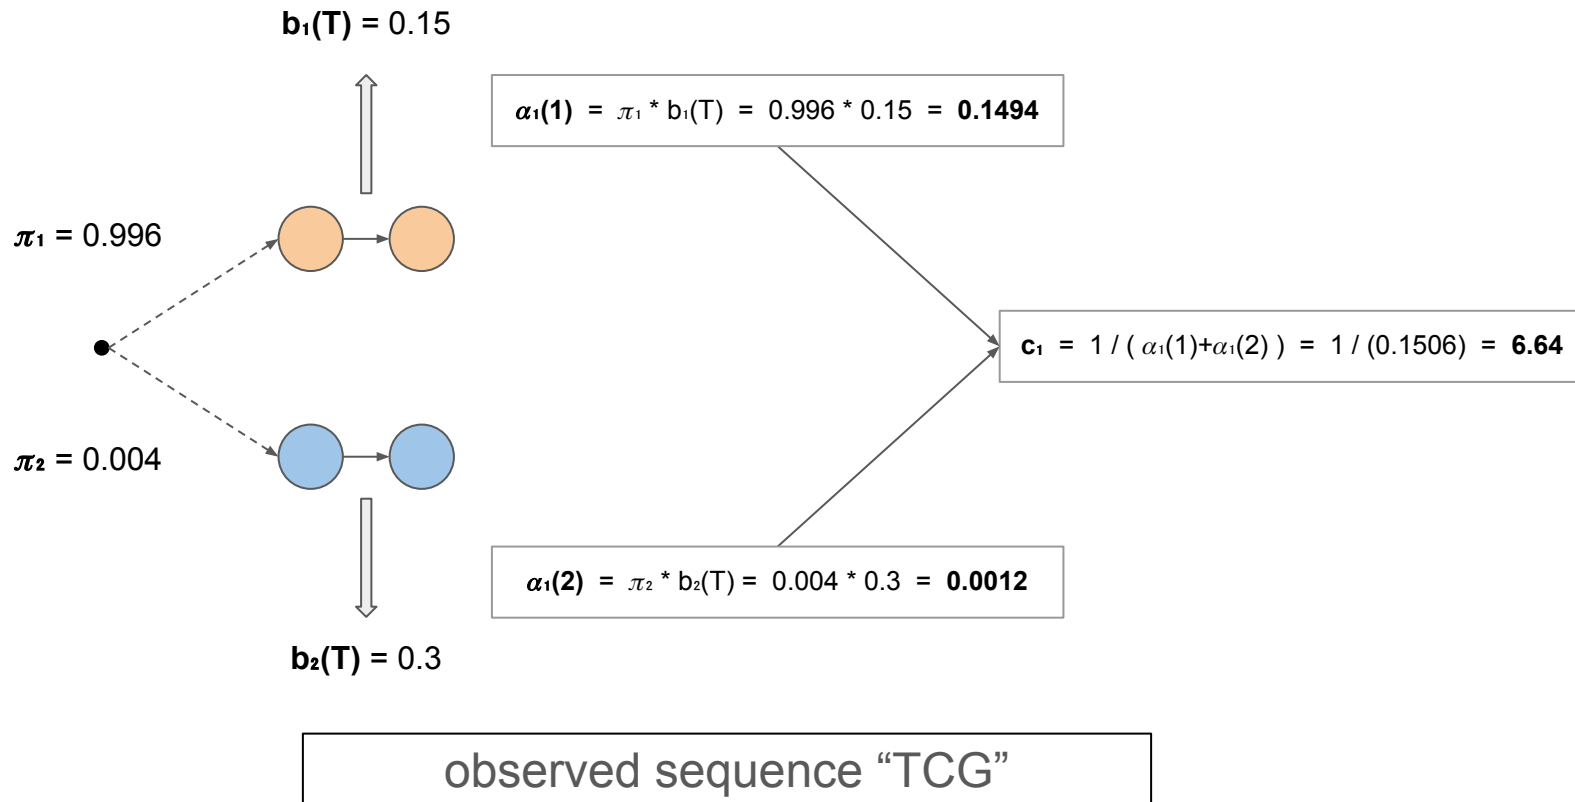 b₁(T) = 0.15
α₁(1) = π₁ * b₁(T) = 0.996 * 0.15 = 0.1494
π₁ = 0.996
c₁ = 1 / ( α₁(1)+α₁(2) ) = 1 / (0.1506) = 6.64
π₂ = 0.004
α₁(2) = π₂ * b₂(T) = 0.004 * 0.3 = 0.0012
b₂(T) = 0.3
observed sequence “TCG”